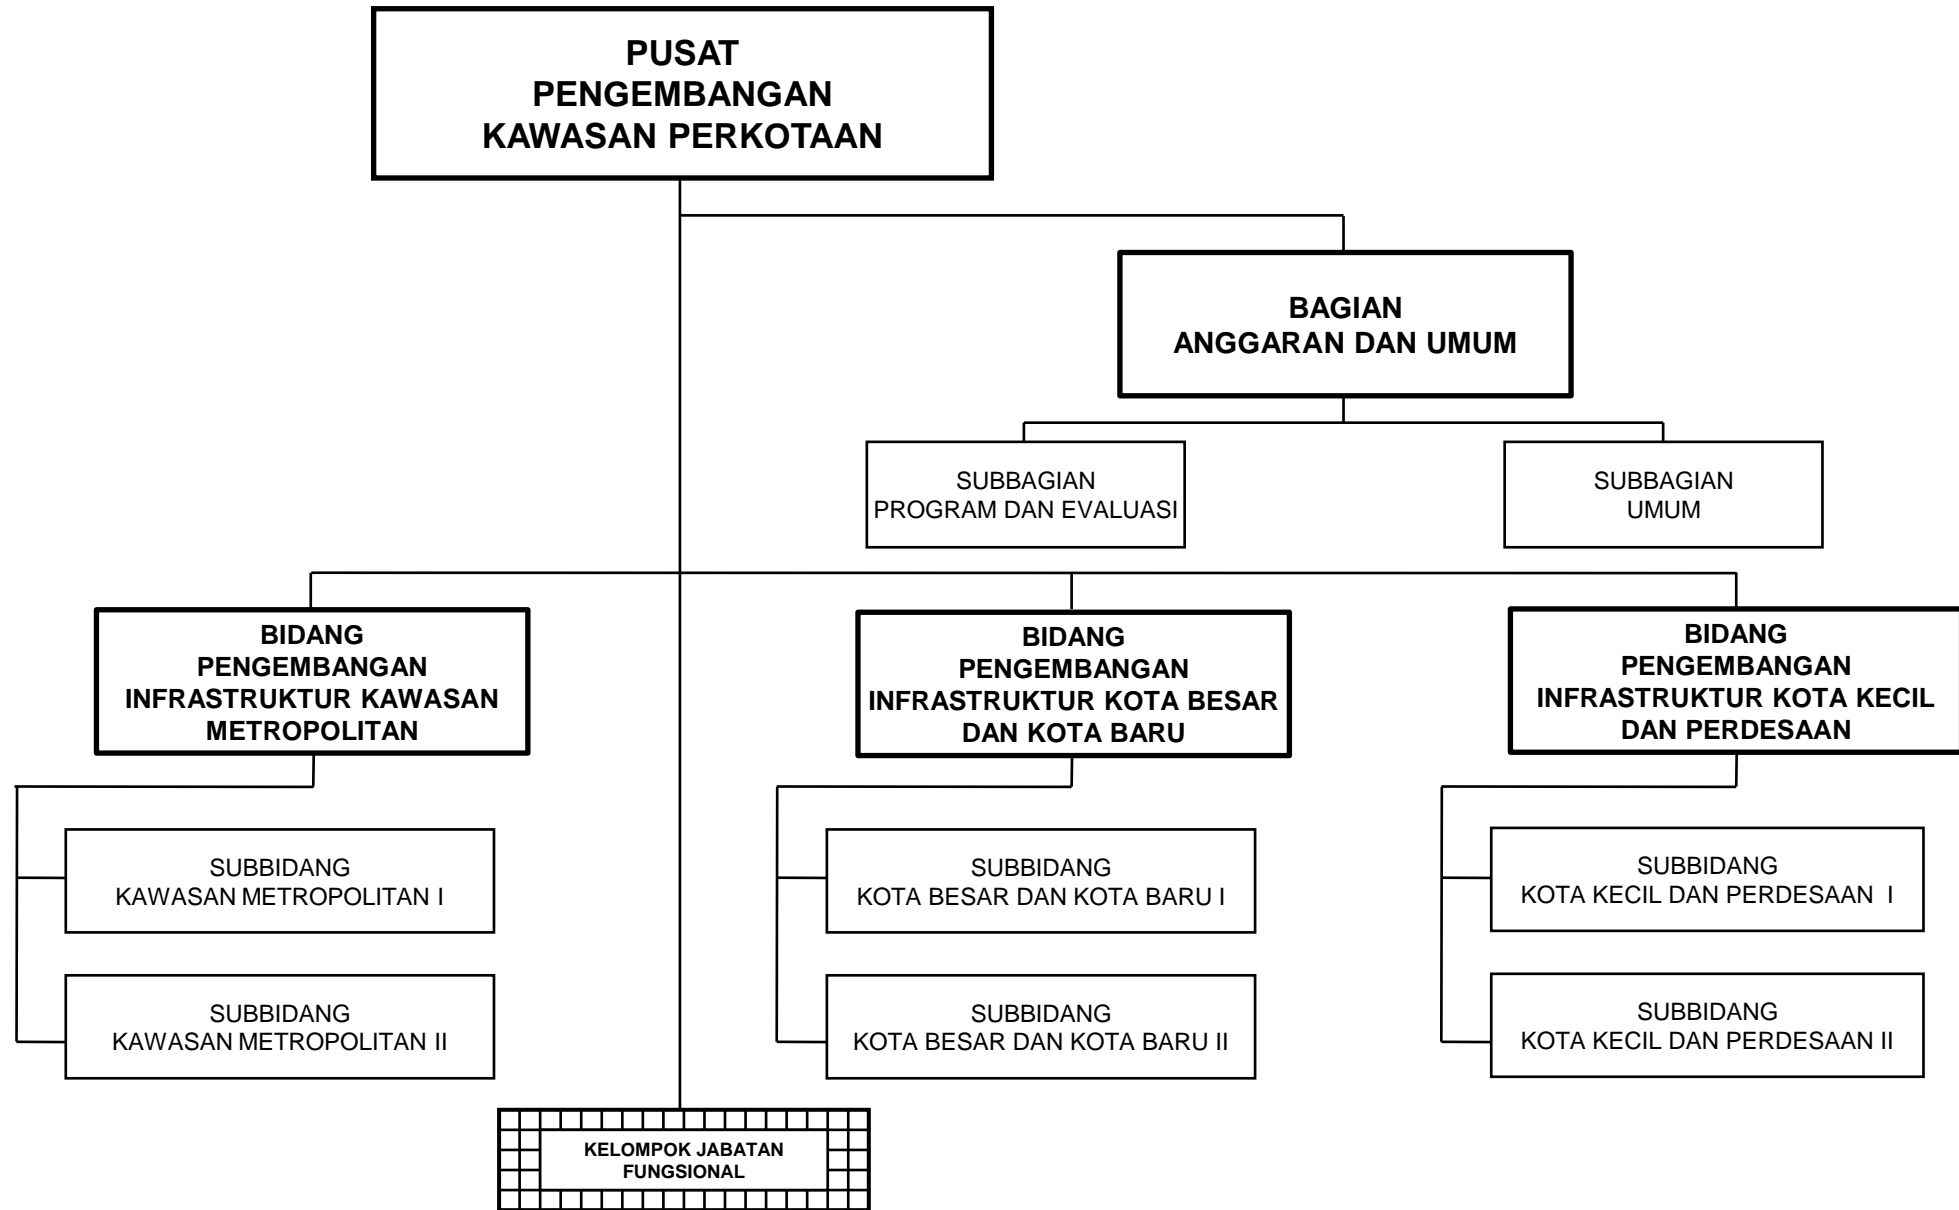 PUSAT
PENGEMBANGAN
KAWASAN PERKOTAAN
BAGIAN
ANGGARAN DAN UMUM
SUBBAGIAN
PROGRAM DAN EVALUASI
SUBBAGIAN
UMUM
BIDANG
PENGEMBANGAN
INFRASTRUKTUR KAWASAN
METROPOLITAN
BIDANG
PENGEMBANGAN
INFRASTRUKTUR KOTA BESAR
DAN KOTA BARU
BIDANG
PENGEMBANGAN
INFRASTRUKTUR KOTA KECIL
DAN PERDESAAN
SUBBIDANG
KAWASAN METROPOLITAN I
SUBBIDANG
KOTA BESAR DAN KOTA BARU I
SUBBIDANG
KOTA KECIL DAN PERDESAAN I
SUBBIDANG
KAWASAN METROPOLITAN II
SUBBIDANG
KOTA BESAR DAN KOTA BARU II
SUBBIDANG
KOTA KECIL DAN PERDESAAN II
KELOMPOK JABATAN
FUNGSIONAL